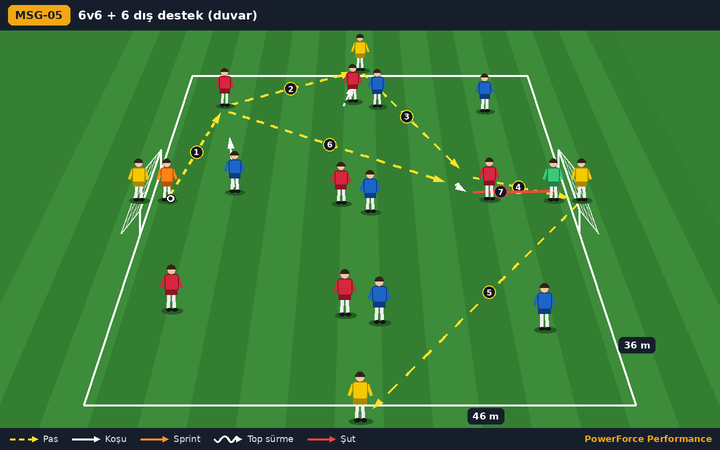 MSG-05 6v6 + 6 dış destek (duvar)
2
3
1
6
4
7
5
36 m
46 m
Pas Koşu Sprint Top sürme Şut PowerForce Performance